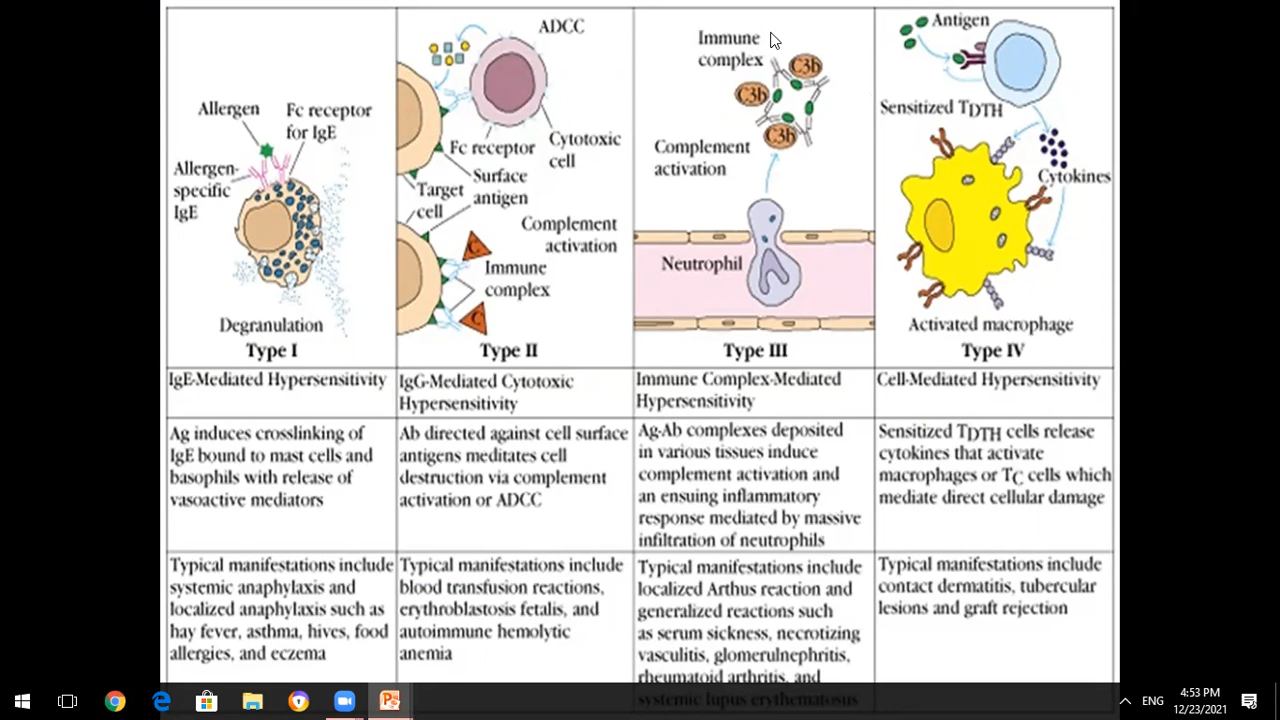 Allergen
Fc receptor
for IgE
Allergen-
specific
IgE
Degranulation
Type I
ADCC
Fc receptor
Cytotoxic
cell
Surface
antigen
Target
cell
Complement
activation
C
Immune
complex
C
Type II
Immune
complex
C3b
C3b
C3b
Complement
activation
Neutrophil
Type III
Antigen
Sensitized TDTH
Cytokines
Activated macrophage
Type IV
IgE-Mediated Hypersensitivity
IgG-Mediated Cytotoxic
Hypersensitivity
Immune Complex-Mediated
Hypersensitivity
Cell-Mediated Hypersensitivity
Ag induces crosslinking of
IgE bound to mast cells and
basophils with release of
vasoactive mediators
Ab directed against cell surface
antigens meditates cell
destruction via complement
activation or ADCC
Ag-Ab complexes deposited
in various tissues induce
complement activation and
an ensuing inflammatory
response mediated by massive
infiltration of neutrophils
Sensitized TDTH cells release
cytokines that activate
macrophages or TC cells which
mediate direct cellular damage
Typical manifestations include
systemic anaphylaxis and
localized anaphylaxis such as
hay fever, asthma, hives, food
allergies, and eczema
Typical manifestations include
blood transfusion reactions,
erythroblastosis fetalis, and
autoimmune hemolytic
anemia
Typical manifestations include
localized Arthus reaction and
generalized reactions such
as serum sickness, necrotizing
vasculitis, glomerulnephritis,
rheumatoid arthritis, and
systemic lupus erythematosus
Typical manifestations include
contact dermatitis, tubercular
lesions and graft rejection
ENG
4:53 PM
12/23/2021